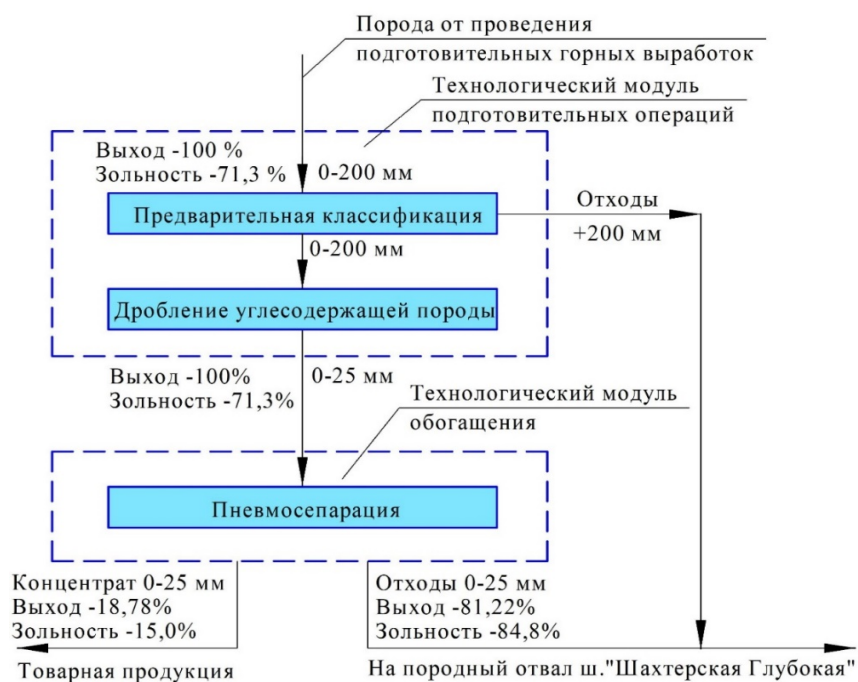 Порода от проведения
подготовительных горных выработок
Технологический модуль
подготовительных операций
Выход -100 %
Зольность -71,3 %
0-200 мм
Предварительная классификация
Отходы
+200 мм
0-200 мм
Дробление углесодержащей породы
Выход -100%
Зольность -71,3%
0-25 мм
Технологический модуль
обогащения
Пневмосепарация
Концентрат 0-25 мм
Выход -18,78%
Зольность -15,0%
Товарная продукция
Отходы 0-25 мм
Выход -81,22%
Зольность -84,8%
На породный отвал ш."Шахтерская Глубокая"